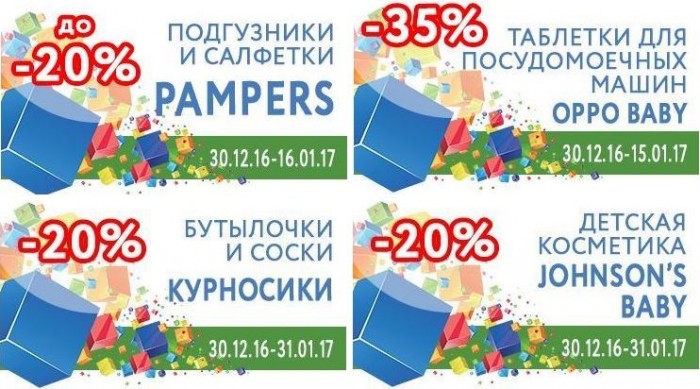 ДО
-20%
ПОДГУЗНИКИ
И САЛФЕТКИ
PAMPERS
30.12.16-16.01.17
-35%
ТАБЛЕТКИ ДЛЯ
ПОСУДОМОЕЧНЫХ
МАШИН
OPPO BABY
30.12.16-15.01.17
-20%
БУТЫЛОЧКИ
И СОСКИ
КУРНОСИКИ
30.12.16-31.01.17
-20%
ДЕТСКАЯ
КОСМЕТИКА
JOHNSON'S
BABY
30.12.16-31.01.17